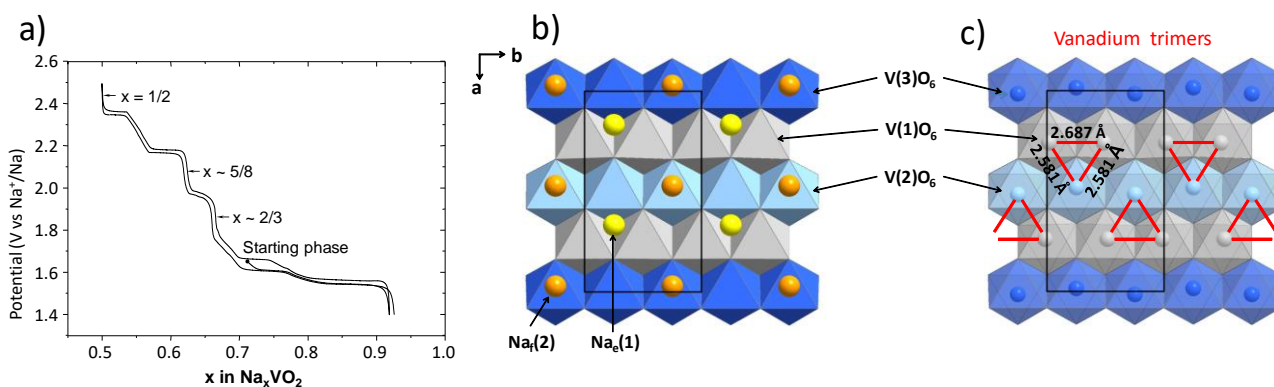 a)
Potential (V vs Na⁺/Na)
2.6
2.4
2.2
2.0
1.8
1.6
1.4
x = 1/2
x ~ 5/8
x ~ 2/3
Starting phase
0.5 0.6 0.7 0.8 0.9 1.0
x in NaₓVO₂
b)
b
a
Naf(2)
Nae(1)
V(3)O₆
V(1)O₆
V(2)O₆
c)
Vanadium trimers
2.687 Å
2.581 Å
2.581 Å